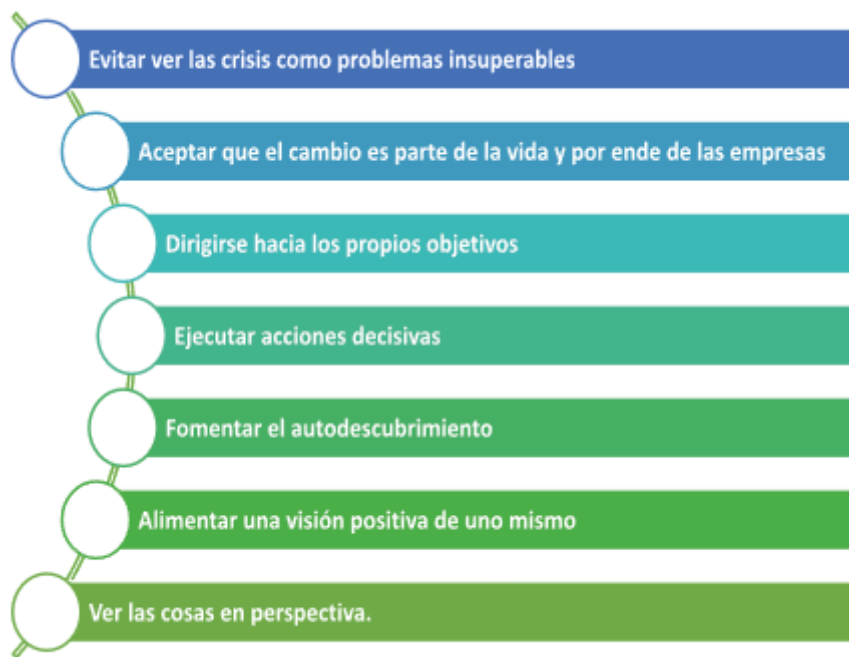 Evitar ver las crisis como problemas insuperables
Aceptar que el cambio es parte de la vida y por ende de las empresas
Dirigirse hacia los propios objetivos
Ejecutar acciones decisivas
Fomentar el autodescubrimiento
Alimentar una visión positiva de uno mismo
Ver las cosas en perspectiva.